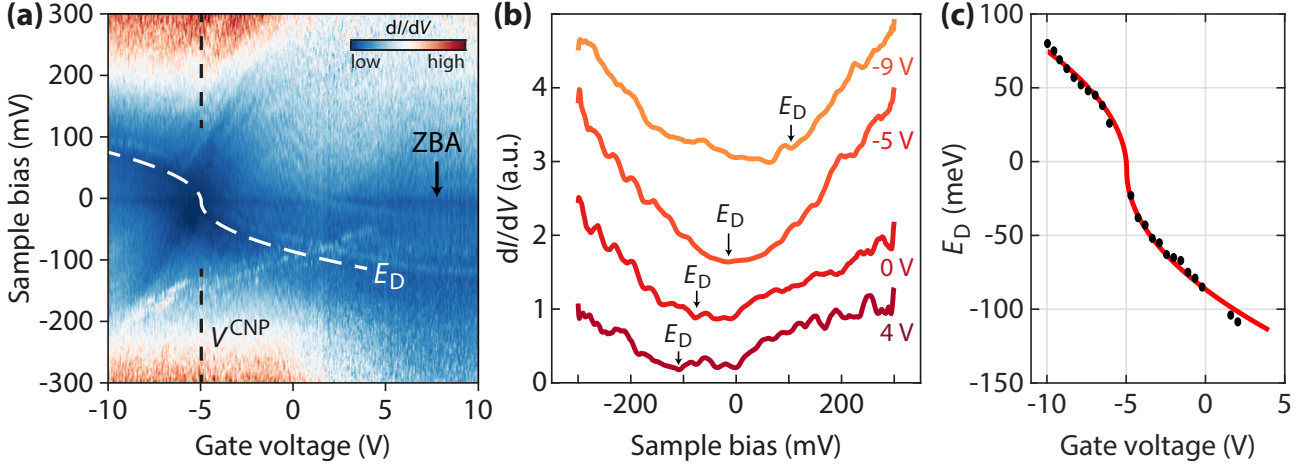 (a)
300
200
100
0
-100
-200
-300
Sample bias (mV)
dI/dV
low high
ZBA
E_D
V^CNP
-10 -5 0 5 10
Gate voltage (V)
(b)
4
3
2
1
0
dI/dV (a.u.)
-9 V
E_D
-5 V
E_D
E_D
0 V
E_D
4 V
-200 0 200
Sample bias (mV)
(c)
100
50
0
-50
-100
-150
E_D (meV)
-10 -5 0 5
Gate voltage (V)